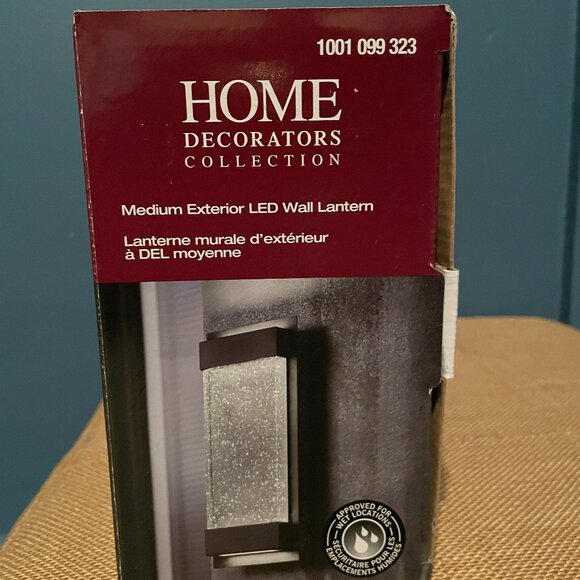 1001 099 323
HOME
DECORATORS
COLLECTION
Medium Exterior LED Wall Lantern
Lanterne murale d'extérieur
à DEL moyenne
APPROVED FOR
WET LOCATIONS
SÉCURITAIRE POUR LES
EMPLACEMENTS HUMIDES